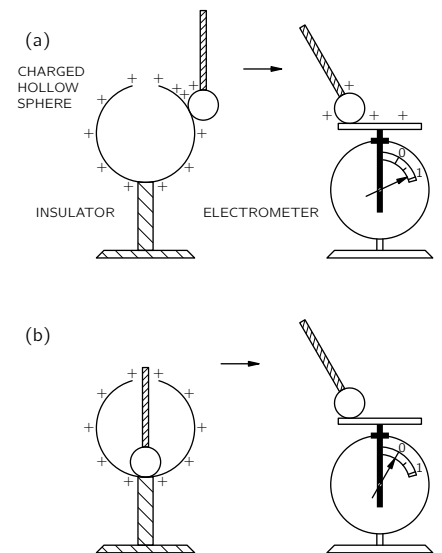 (a)
CHARGED
HOLLOW
SPHERE
INSULATOR
ELECTROMETER
0
1
(b)
0
1